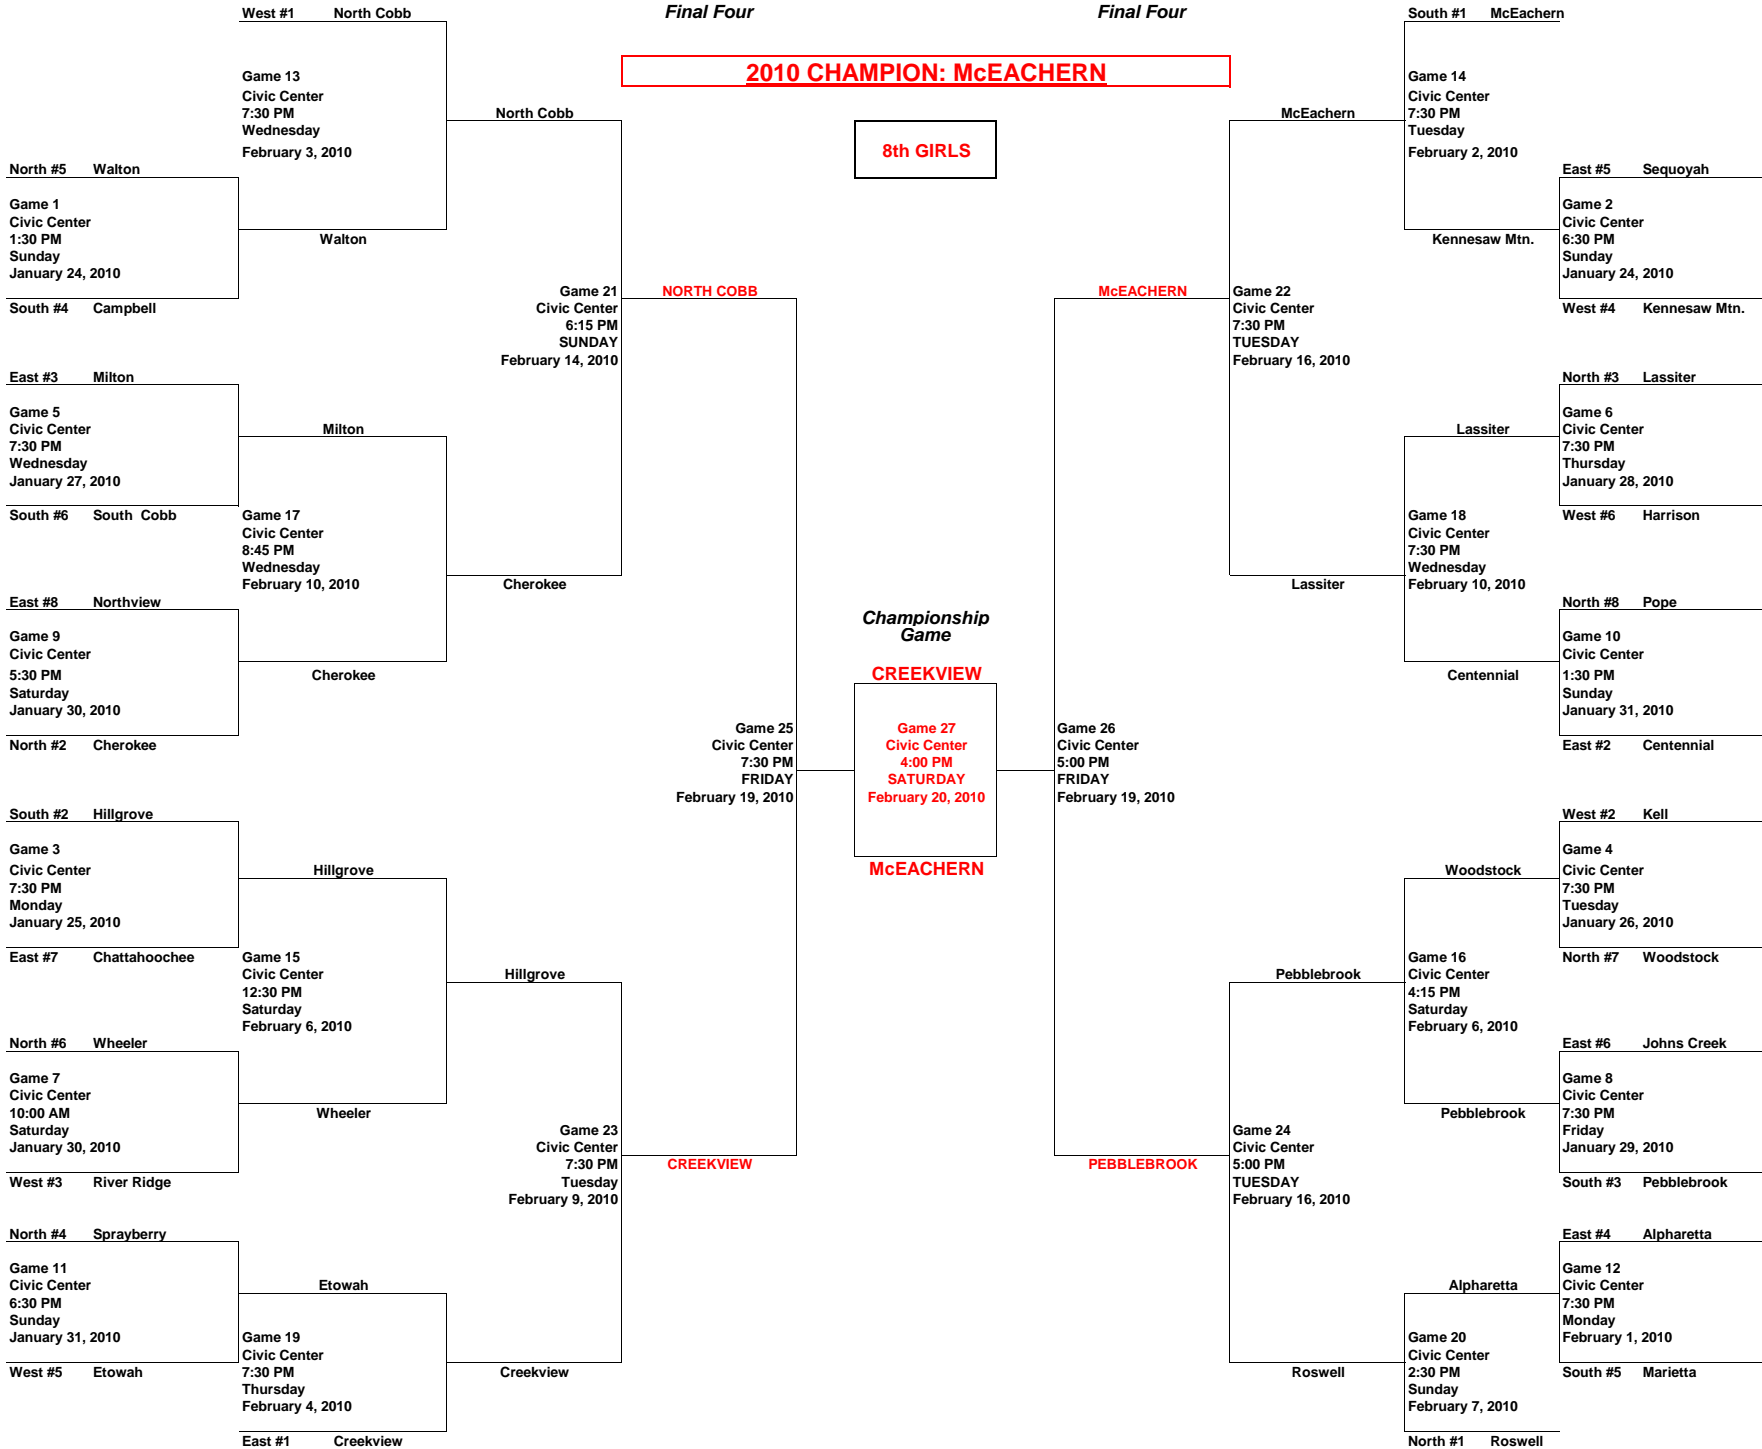 West #1 North Cobb
Final Four
Final Four
South #1 McEachern
2010 CHAMPION: McEACHERN
8th GIRLS
Game 13
Civic Center
7:30 PM
Wednesday
February 3, 2010
North Cobb
North #5 Walton
Game 1
Civic Center
1:30 PM
Sunday
January 24, 2010
Walton
South #4 Campbell
Game 21
Civic Center
6:15 PM
SUNDAY
February 14, 2010
NORTH COBB
East #3 Milton
Game 5
Civic Center
7:30 PM
Wednesday
January 27, 2010
Milton
South #6 South  Cobb
Game 17
Civic Center
8:45 PM
Wednesday
February 10, 2010
Cherokee
East #8 Northview
Game 9
Civic Center
5:30 PM
Saturday
January 30, 2010
Cherokee
North #2 Cherokee
Game 25
Civic Center
7:30 PM
FRIDAY
February 19, 2010
South #2 Hillgrove
Game 3
Civic Center
7:30 PM
Monday
January 25, 2010
Hillgrove
East #7 Chattahoochee
Game 15
Civic Center
12:30 PM
Saturday
February 6, 2010
Hillgrove
North #6 Wheeler
Game 7
Civic Center
10:00 AM
Saturday
January 30, 2010
Wheeler
West #3 River Ridge
Game 23
Civic Center
7:30 PM
Tuesday
February 9, 2010
CREEKVIEW
North #4 Sprayberry
Game 11
Civic Center
6:30 PM
Sunday
January 31, 2010
Etowah
West #5 Etowah
Game 19
Civic Center
7:30 PM
Thursday
February 4, 2010
Creekview
East #1 Creekview
Championship
Game
CREEKVIEW
Game 27
Civic Center
4:00 PM
SATURDAY
February 20, 2010
McEACHERN
Game 14
Civic Center
7:30 PM
Tuesday
February 2, 2010
McEachern
East #5 Sequoyah
Game 2
Civic Center
6:30 PM
Sunday
January 24, 2010
Kennesaw Mtn.
West #4 Kennesaw Mtn.
McEACHERN
Game 22
Civic Center
7:30 PM
TUESDAY
February 16, 2010
North #3 Lassiter
Game 6
Civic Center
7:30 PM
Thursday
January 28, 2010
Lassiter
West #6 Harrison
Game 18
Civic Center
7:30 PM
Wednesday
February 10, 2010
Lassiter
North #8 Pope
Game 10
Civic Center
1:30 PM
Sunday
January 31, 2010
Centennial
East #2 Centennial
Game 26
Civic Center
5:00 PM
FRIDAY
February 19, 2010
West #2 Kell
Game 4
Civic Center
7:30 PM
Tuesday
January 26, 2010
Woodstock
North #7 Woodstock
Game 16
Civic Center
4:15 PM
Saturday
February 6, 2010
Pebblebrook
East #6 Johns Creek
Game 8
Civic Center
7:30 PM
Friday
January 29, 2010
Pebblebrook
South #3 Pebblebrook
PEBBLEBROOK
Game 24
Civic Center
5:00 PM
TUESDAY
February 16, 2010
East #4 Alpharetta
Game 12
Civic Center
7:30 PM
Monday
February 1, 2010
Alpharetta
South #5 Marietta
Game 20
Civic Center
2:30 PM
Sunday
February 7, 2010
Roswell
North #1 Roswell